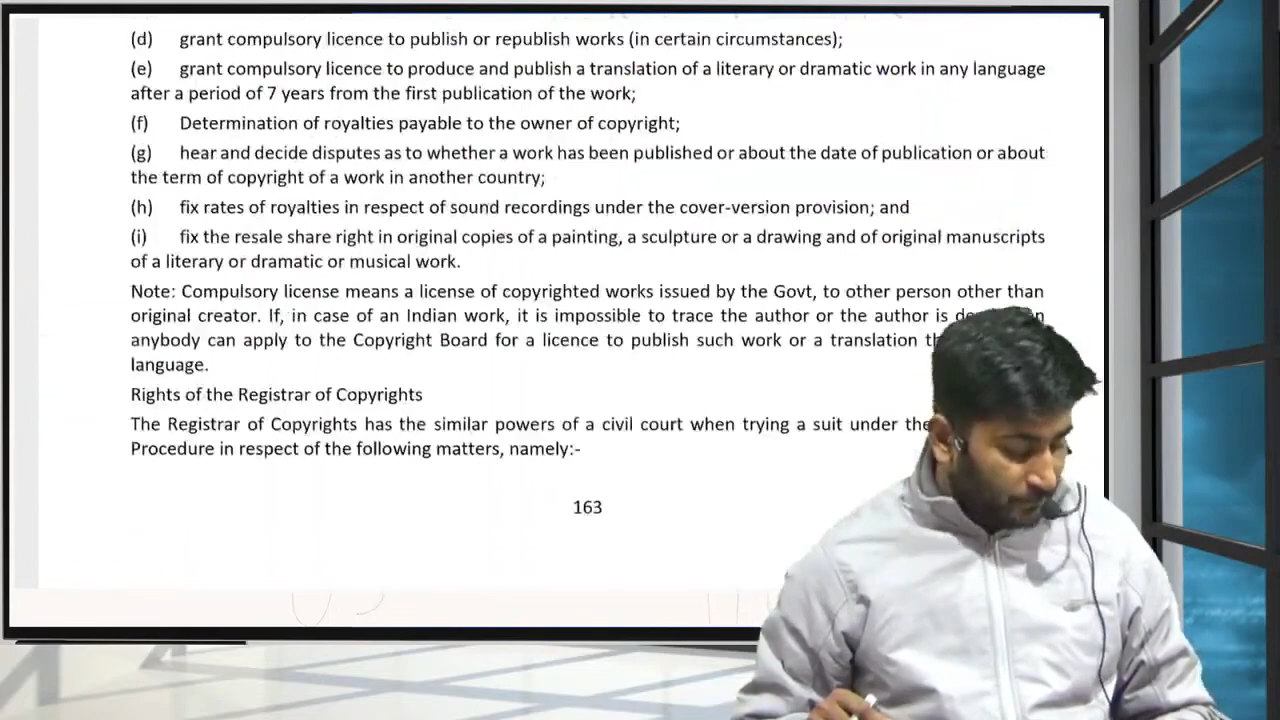 (d) grant compulsory licence to publish or republish works (in certain circumstances);
(e) grant compulsory licence to produce and publish a translation of a literary or dramatic work in any language
after a period of 7 years from the first publication of the work;
(f) Determination of royalties payable to the owner of copyright;
(g) hear and decide disputes as to whether a work has been published or about the date of publication or about
the term of copyright of a work in another country;
(h) fix rates of royalties in respect of sound recordings under the cover-version provision; and
(i) fix the resale share right in original copies of a painting, a sculpture or a drawing and of original manuscripts
of a literary or dramatic or musical work.
Note: Compulsory license means a license of copyrighted works issued by the Govt, to other person other than
original creator. If, in case of an Indian work, it is impossible to trace the author or the author is
anybody can apply to the Copyright Board for a licence to publish such work or a translation
language.
Rights of the Registrar of Copyrights
The Registrar of Copyrights has the similar powers of a civil court when trying a suit under the
Procedure in respect of the following matters, namely:-
163